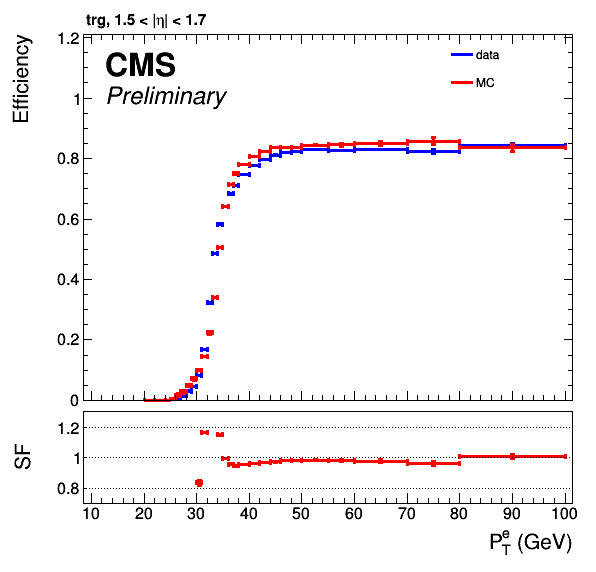 trg, 1.5 < |η| < 1.7
CMS
Preliminary
data
MC
Efficiency
1.2
1
0.8
0.6
0.4
0.2
0
SF
1.2
1
0.8
10 20 30 40 50 60 70 80 90 100
P_T^e (GeV)